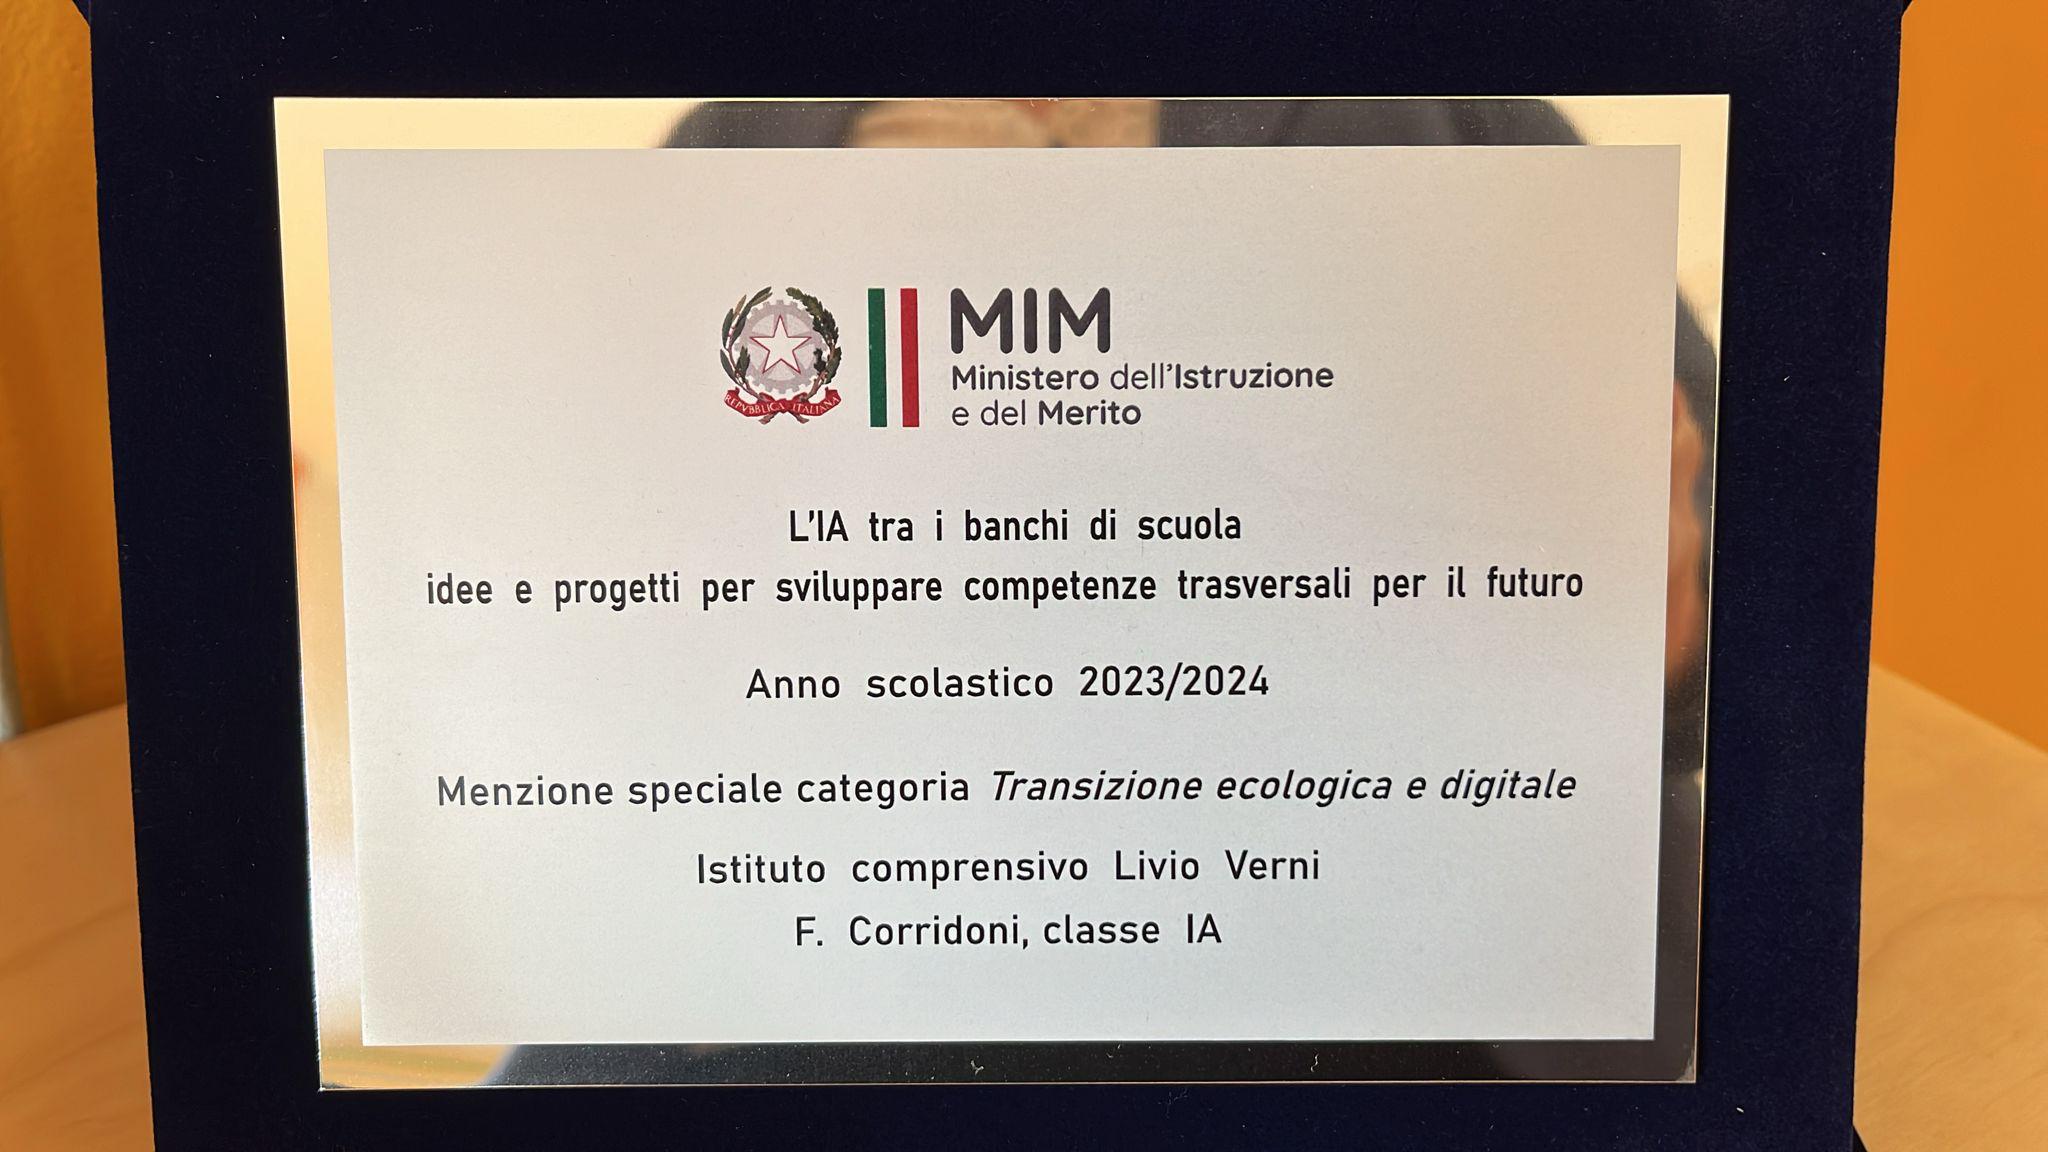 REPVBBLICA ITALIANA
MIM
Ministero dell'Istruzione
e del Merito
L'IA tra i banchi di scuola
idee e progetti per sviluppare competenze trasversali per il futuro
Anno scolastico 2023/2024
Menzione speciale categoria Transizione ecologica e digitale
Istituto comprensivo Livio Verni
F. Corridoni, classe IA